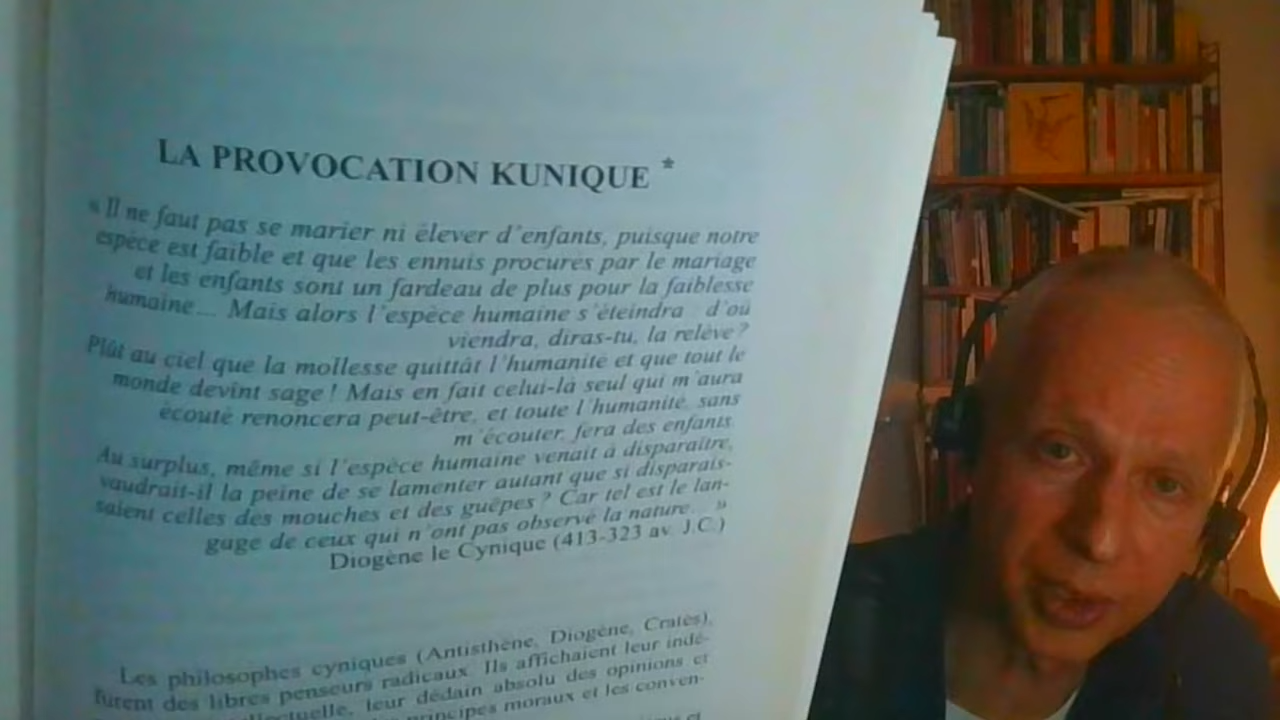 LA PROVOCATION KUNIQUE *
« Il ne faut pas se marier ni élever d'enfants, puisque notre
espèce est faible et que les ennuis procurés par le mariage
et les enfants sont un fardeau de plus pour la faiblesse
humaine... Mais alors l'espèce humaine s'éteindra : d'où
viendra, diras-tu, la relève ?
Plût au ciel que la mollesse quittât l'humanité et que tout le
monde devînt sage ! Mais en fait celui-là seul qui m'aura
écouté renoncera peut-être, et toute l'humanité, sans
m'écouter, fera des enfants.
Au surplus, même si l'espèce humaine venait à disparaître,
vaudrait-il la peine de se lamenter autant que si disparais-
saient celles des mouches et des guêpes ? Car tel est le lan-
gage de ceux qui n'ont pas observé la nature... »
Diogène le Cynique (413-323 av. J.C.)
Les philosophes cyniques (Antisthène, Diogène, Cratès),
furent des libres penseurs radicaux. Ils affichaient leur indé-
leur dédain absolu des opinions et
principes moraux et les conven-
et